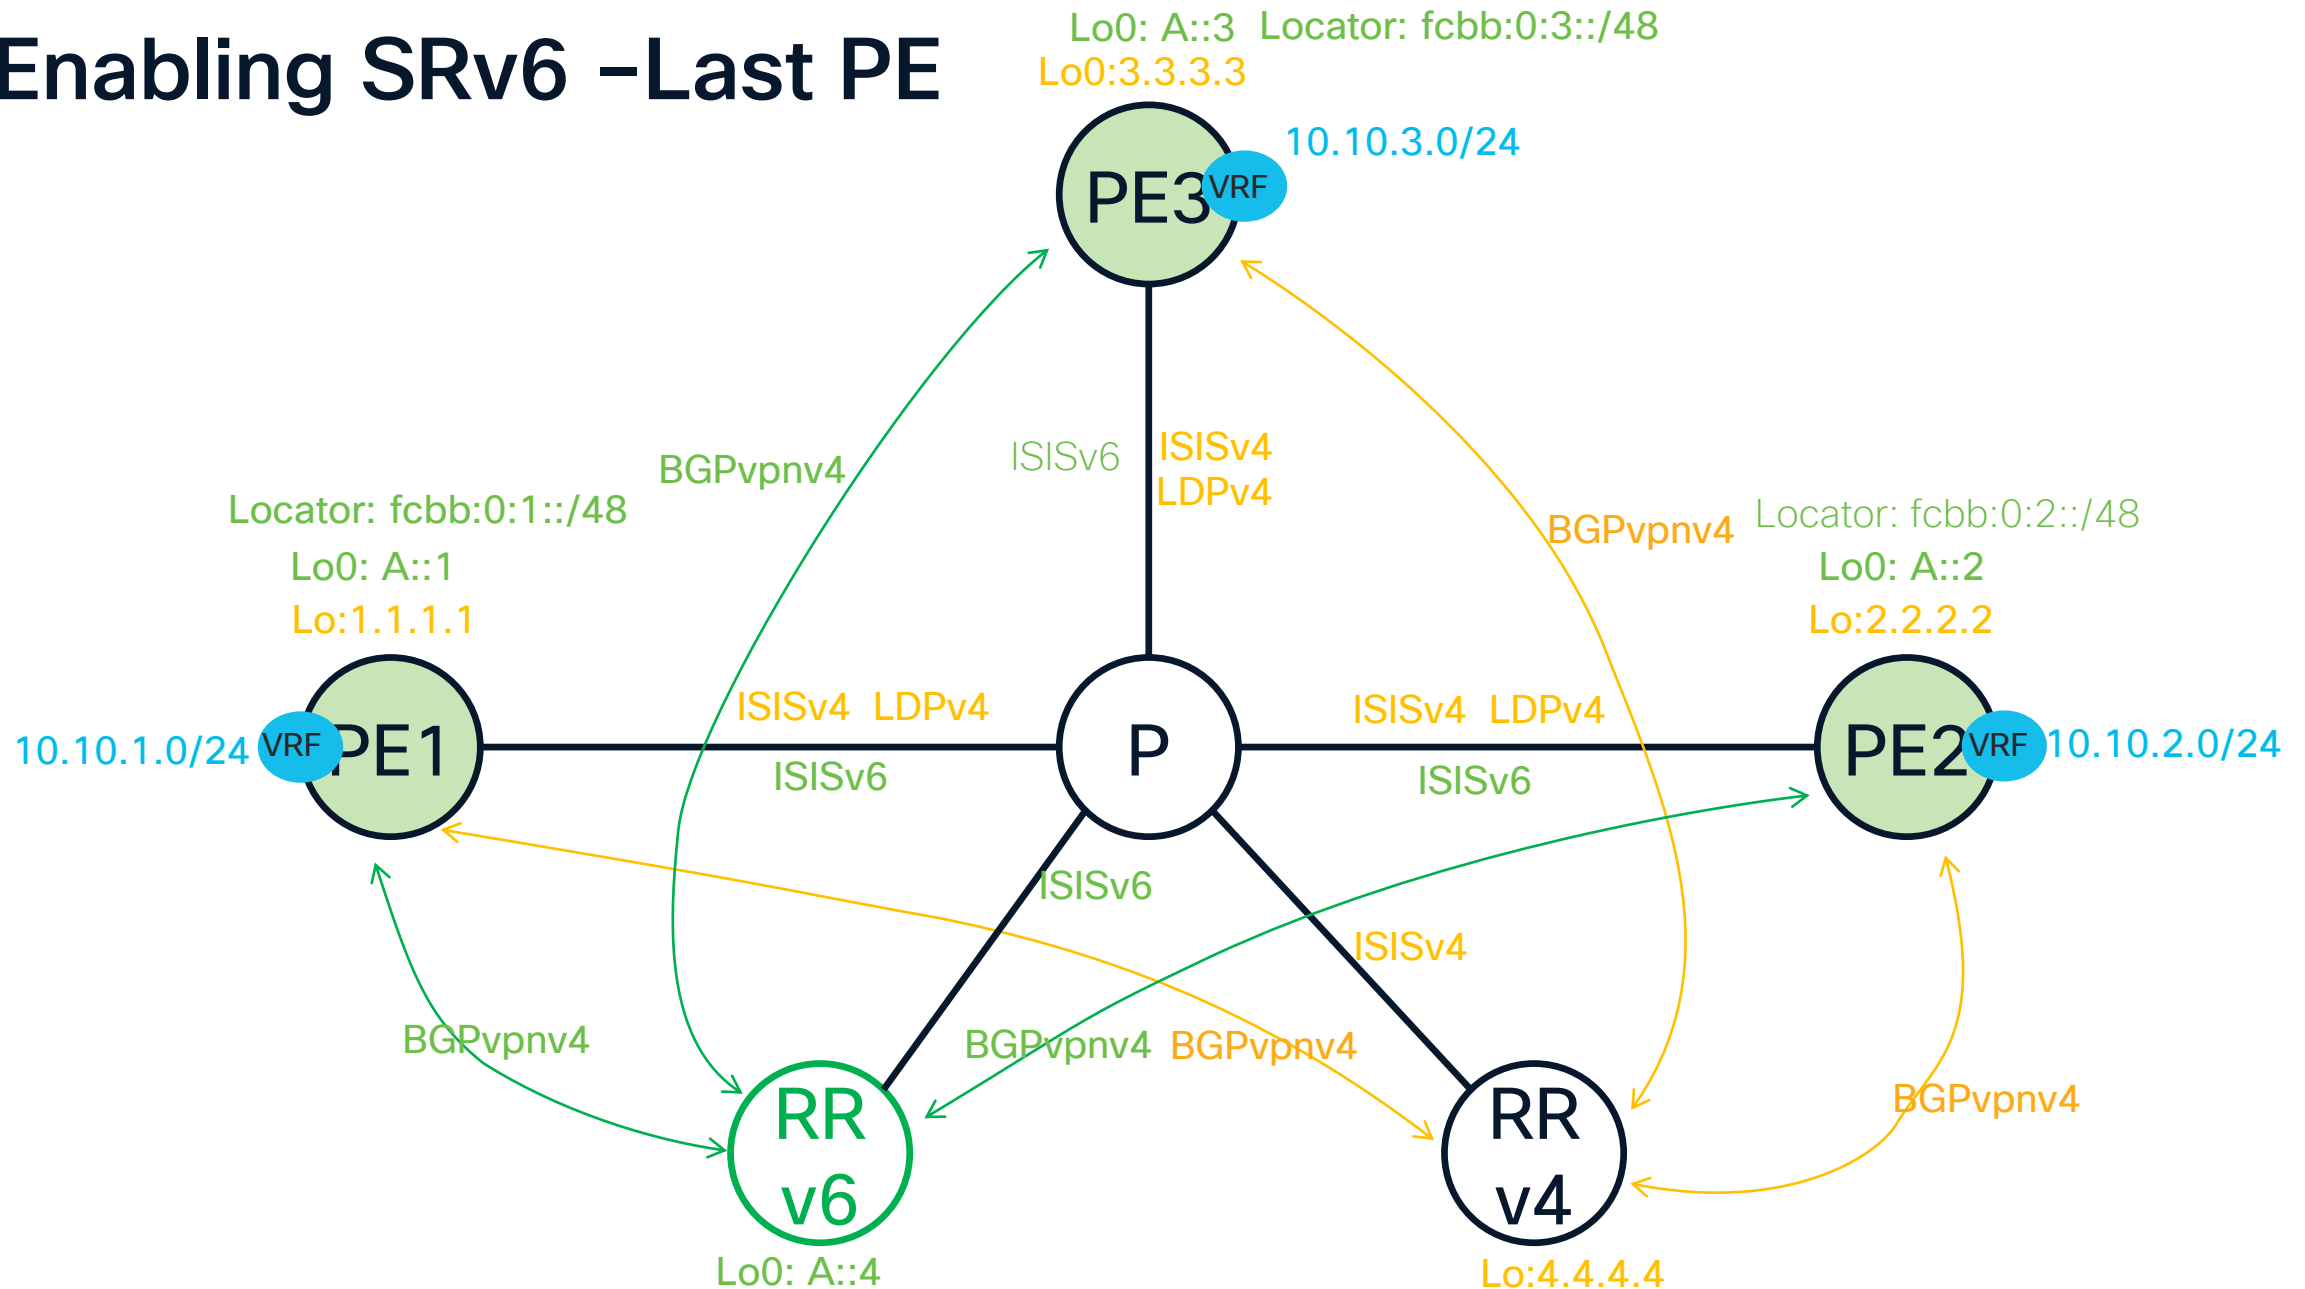 Enabling SRv6 –Last PE
Lo0: A::3 Locator: fcbb:0:3::/48
Lo0:3.3.3.3
10.10.3.0/24
PE3
VRF
ISISv6
ISISv4
LDPv4
BGPvpnv4
BGPvpnv4
Locator: fcbb:0:1::/48
Lo0: A::1
Lo:1.1.1.1
Locator: fcbb:0:2::/48
Lo0: A::2
Lo:2.2.2.2
10.10.1.0/24
VRF
PE1
ISISv4 LDPv4
ISISv6
P
ISISv4 LDPv4
ISISv6
PE2
VRF
10.10.2.0/24
ISISv6
ISISv4
BGPvpnv4
BGPvpnv4
BGPvpnv4
BGPvpnv4
RR
v6
Lo0: A::4
RR
v4
Lo:4.4.4.4